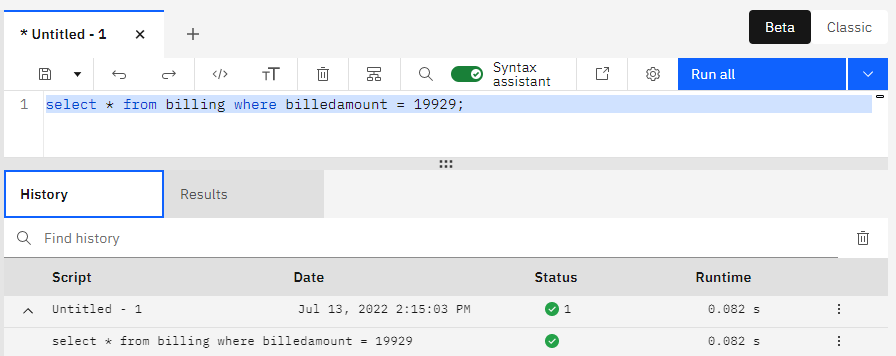 * Untitled - 1 × +
Beta Classic
</> TT Syntax assistant Run all
1 select * from billing where billedamount = 19929;
History Results
Find history
Script Date Status Runtime
Untitled - 1 Jul 13, 2022 2:15:03 PM 1 0.082 s
select * from billing where billedamount = 19929 0.082 s